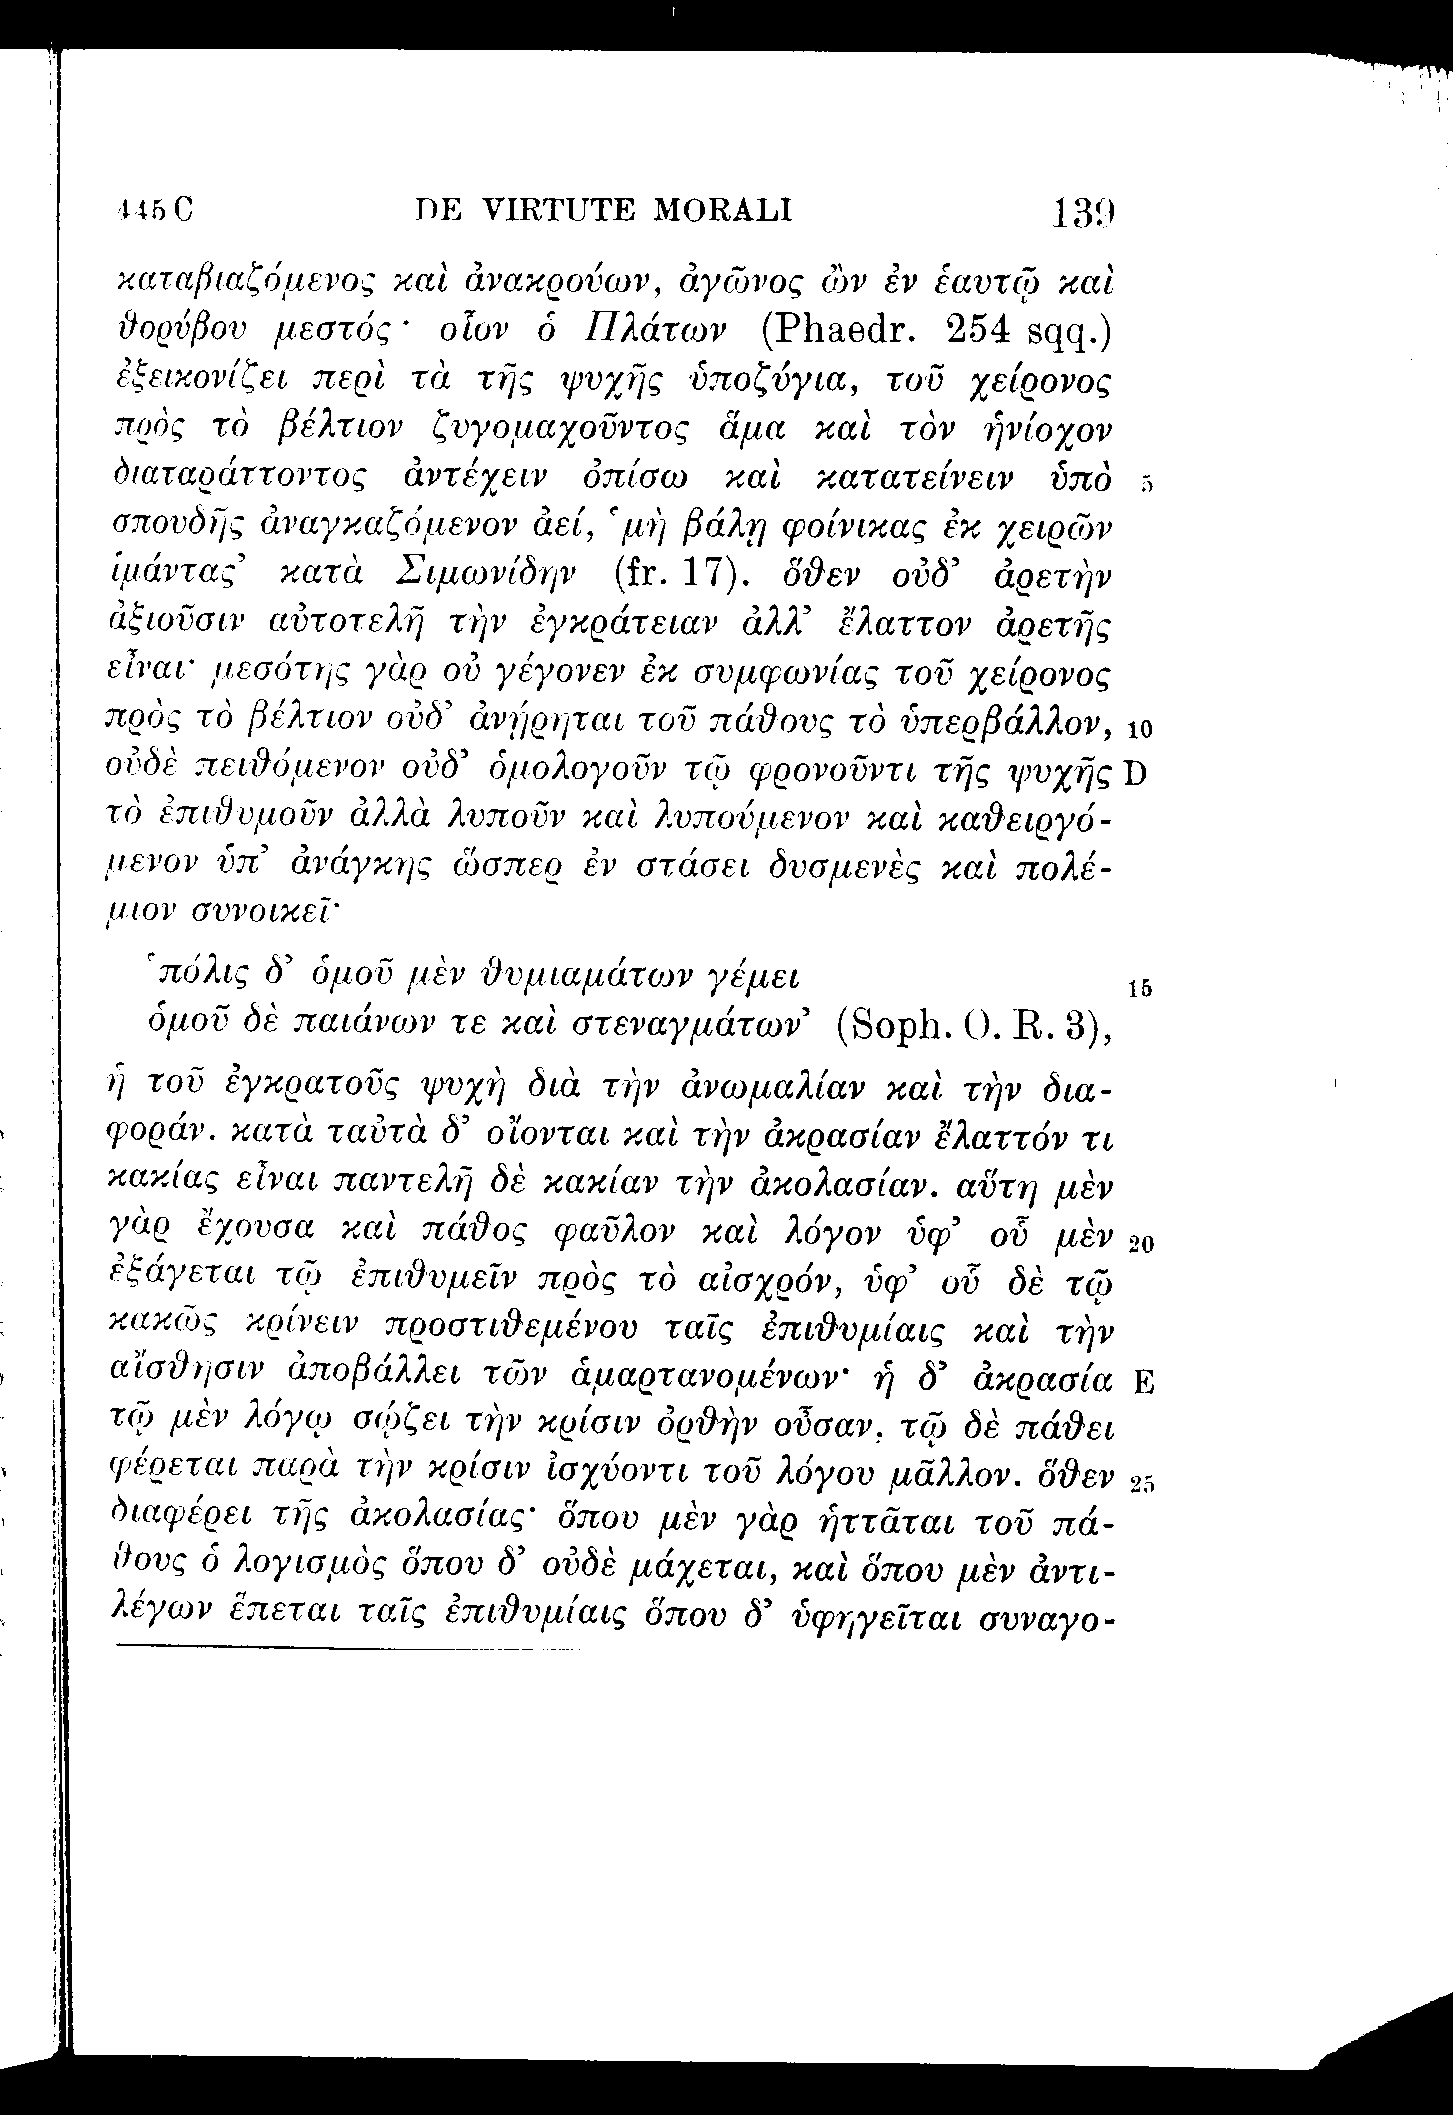 445 C DE VIRTUTE MORALI 139
καταβιαζόμενος καὶ ἀνακρούων, ἀγῶνος ὢν ἐν ἑαυτῷ καὶ
θορύβου μεστός· οἷον ὁ Πλάτων (Phaedr. 254 sqq.)
ἐξεικονίζει περὶ τὰ τῆς ψυχῆς ὑποζύγια, τοῦ χείρονος
πρὸς τὸ βέλτιον ζυγομαχοῦντος ἅμα καὶ τὸν ἡνίοχον
διαταράττοντος ἀντέχειν ὀπίσω καὶ κατατείνειν ὑπὸ 5
σπουδῆς ἀναγκαζόμενον ἀεί, ‘μὴ βάλῃ φοίνικας ἐκ χειρῶν
ἱμάντας’ κατὰ Σιμωνίδην (fr. 17). ὅθεν οὐδ’ ἀρετὴν
ἀξιοῦσιν αὐτοτελῆ τὴν ἐγκράτειαν ἀλλ’ ἔλαττον ἀρετῆς
εἶναι· μεσότης γὰρ οὐ γέγονεν ἐκ συμφωνίας τοῦ χείρονος
πρὸς τὸ βέλτιον οὐδ’ ἀνῄρηται τοῦ πάθους τὸ ὑπερβάλλον, 10
οὐδὲ πειθόμενον οὐδ’ ὁμολογοῦν τῷ φρονοῦντι τῆς ψυχῆς D
τὸ ἐπιθυμοῦν ἀλλὰ λυποῦν καὶ λυπούμενον καὶ καθειργό-
μενον ὑπ’ ἀνάγκης ὥσπερ ἐν στάσει δυσμενὲς καὶ πολέ-
μιον συνοικεῖ·
‘πόλις δ’ ὁμοῦ μὲν θυμιαμάτων γέμει 15
ὁμοῦ δὲ παιάνων τε καὶ στεναγμάτων’ (Soph. O. R. 3),
ἡ τοῦ ἐγκρατοῦς ψυχὴ διὰ τὴν ἀνωμαλίαν καὶ τὴν δια-
φοράν. κατὰ ταὐτὰ δ’ οἴονται καὶ τὴν ἀκρασίαν ἔλαττόν τι
κακίας εἶναι παντελῆ δὲ κακίαν τὴν ἀκολασίαν. αὕτη μὲν
γὰρ ἔχουσα καὶ πάθος φαῦλον καὶ λόγον ὑφ’ οὗ μὲν 20
ἐξάγεται τῷ ἐπιθυμεῖν πρὸς τὸ αἰσχρόν, ὑφ’ οὗ δὲ τῷ
κακῶς κρίνειν προστιθεμένου ταῖς ἐπιθυμίαις καὶ τὴν
αἴσθησιν ἀποβάλλει τῶν ἁμαρτανομένων· ἡ δ’ ἀκρασία E
τῷ μὲν λόγῳ σῴζει τὴν κρίσιν ὀρθὴν οὖσαν, τῷ δὲ πάθει
φέρεται παρὰ τὴν κρίσιν ἰσχύοντι τοῦ λόγου μᾶλλον. ὅθεν 25
διαφέρει τῆς ἀκολασίας· ὅπου μὲν γὰρ ἡττᾶται τοῦ πά-
θους ὁ λογισμὸς ὅπου δ’ οὐδὲ μάχεται, καὶ ὅπου μὲν ἀντι-
λέγων ἕπεται ταῖς ἐπιθυμίαις ὅπου δ’ ὑφηγεῖται συναγο-